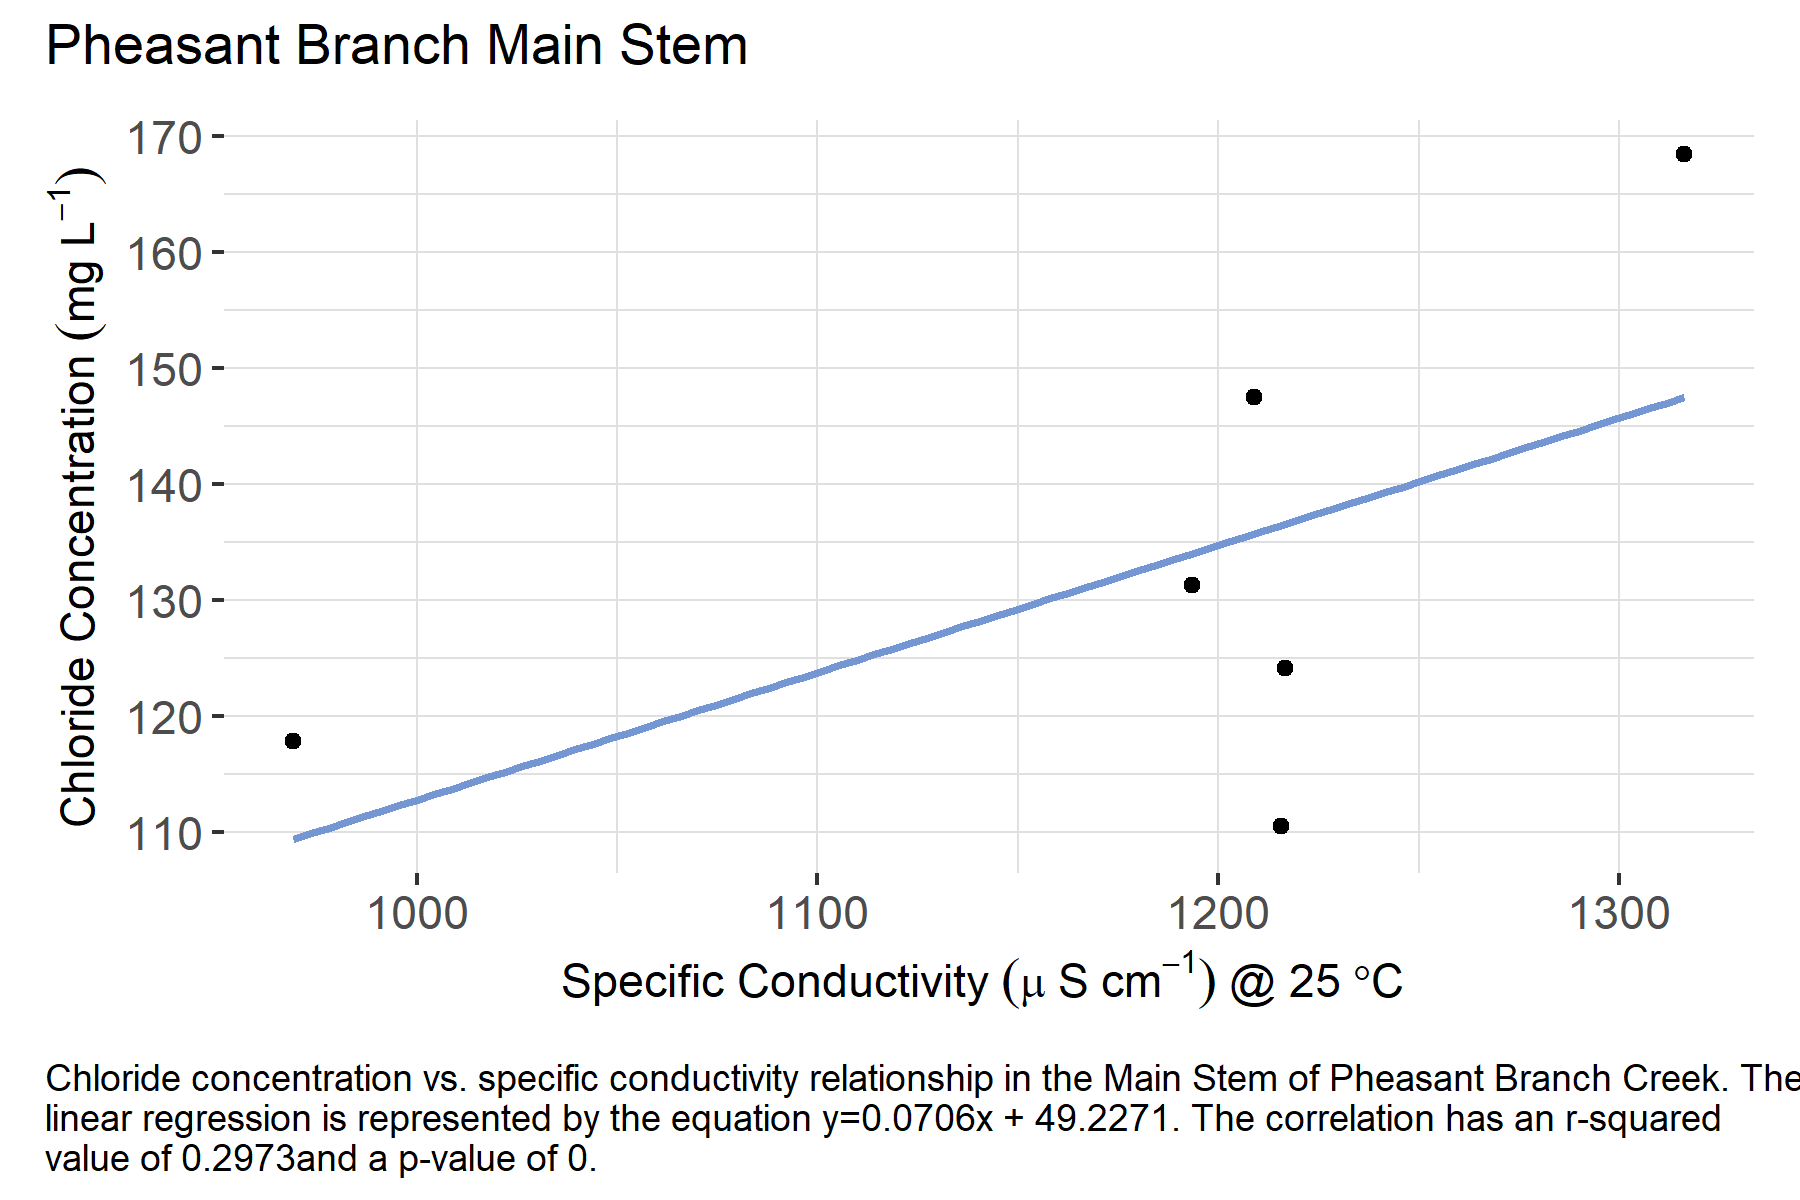 Pheasant Branch Main Stem
170
160
150
140
130
120
110
Chloride Concentration (mg L⁻¹)
1000 1100 1200 1300
Specific Conductivity (μ S cm⁻¹) @ 25 °C
Chloride concentration vs. specific conductivity relationship in the Main Stem of Pheasant Branch Creek. The
linear regression is represented by the equation y=0.0706x + 49.2271. The correlation has an r-squared
value of 0.2973and a p-value of 0.